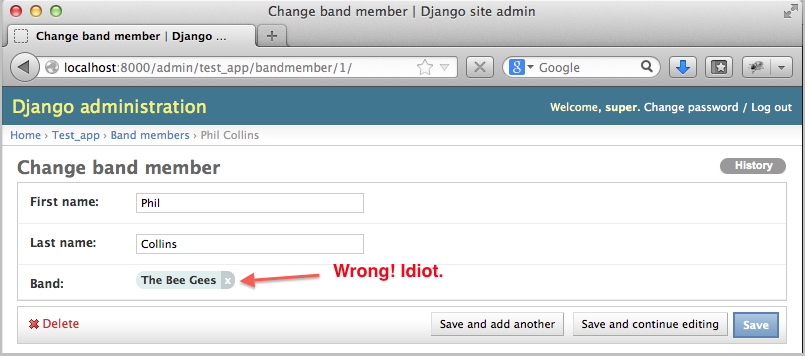 Change band member | Django site admin
Change band member | Django ...
localhost:8000/admin/test_app/bandmember/1/
Google
Django administration
Welcome, super. Change password / Log out
Home › Test_app › Band members › Phil Collins
Change band member
History
First name:
Phil
Last name:
Collins
Band:
The Bee Gees x
Wrong! Idiot.
Delete
Save and add another
Save and continue editing
Save